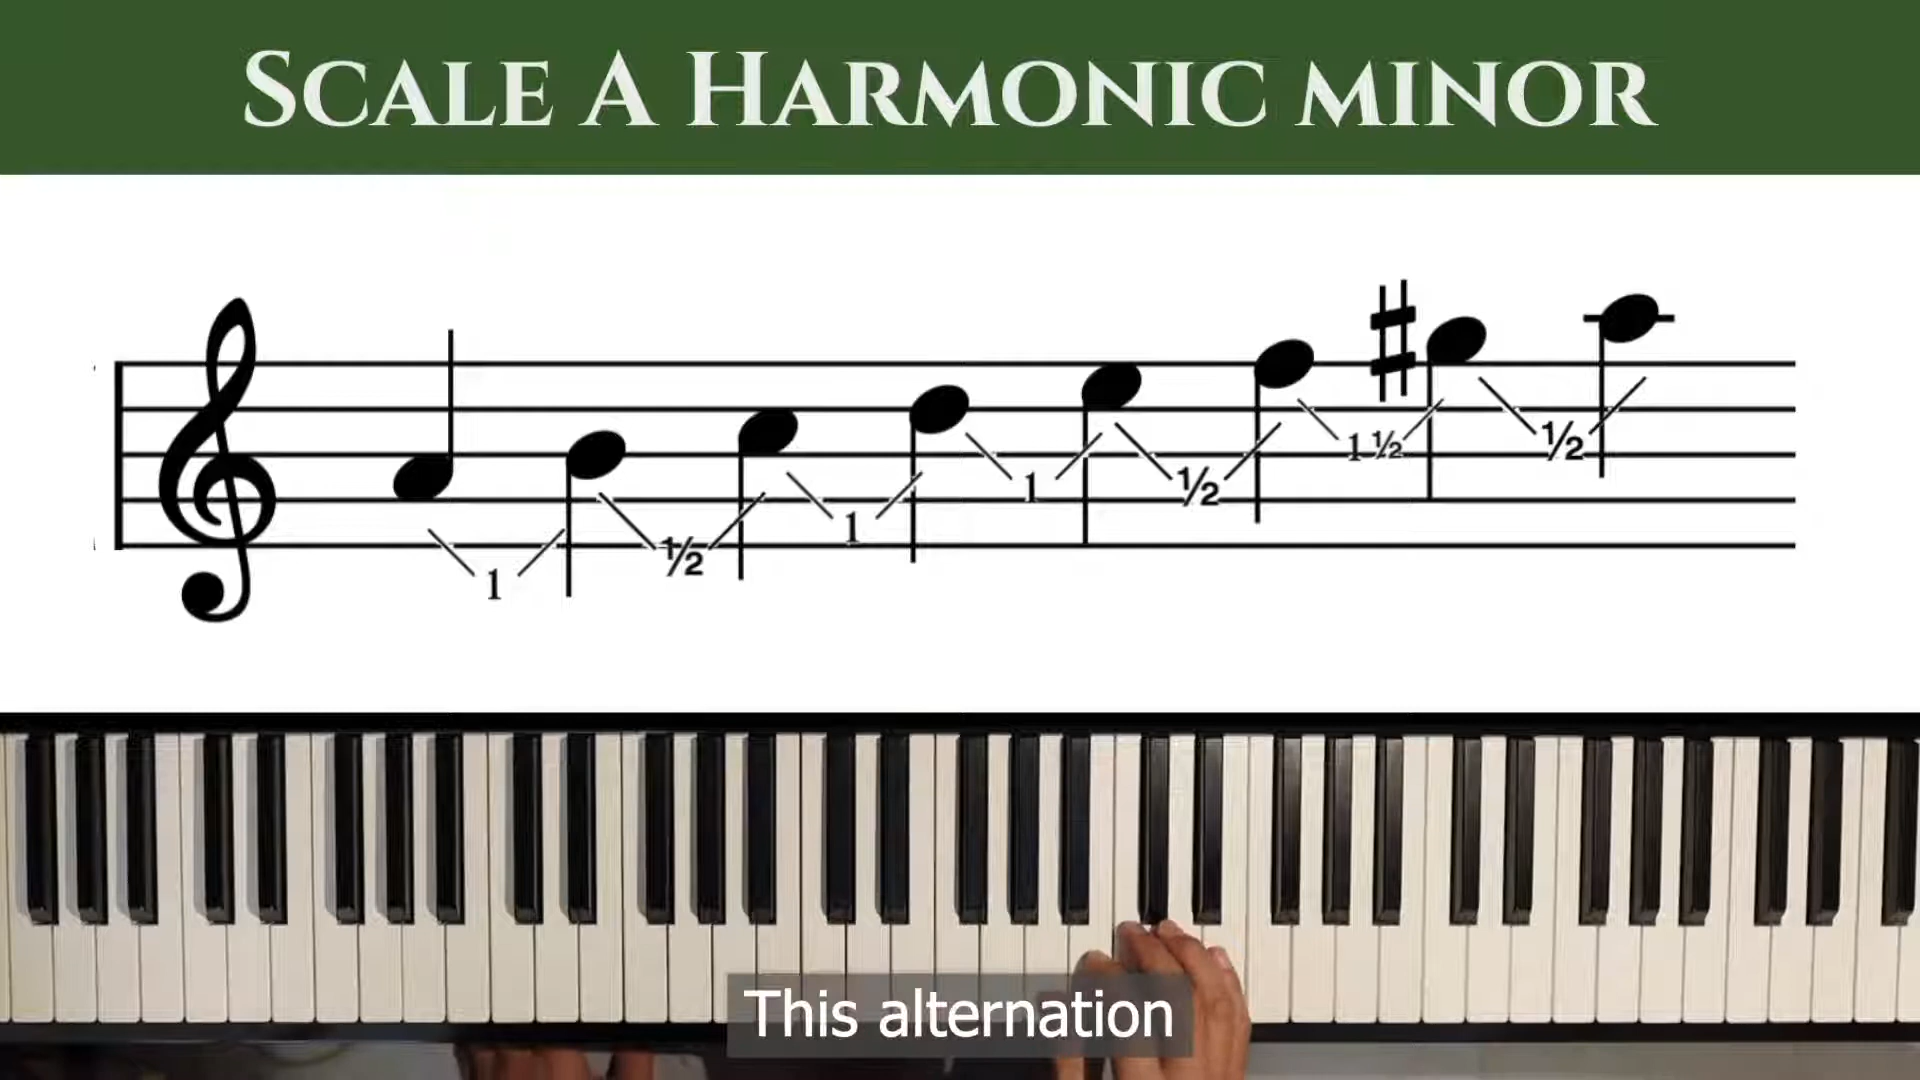 SCALE A HARMONIC MINOR
1 ½ 1 1 ½ 1 ½ ½
This alternation